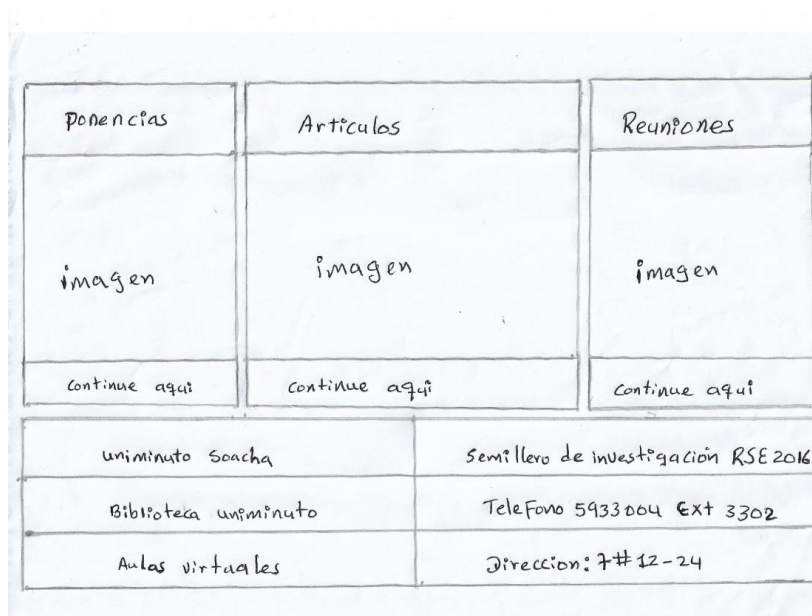 Ponencias
Articulos
Reuniones
imagen
imagen
imagen
continue aqui
continue aqui
continue aqui
uniminuto Soacha
Semillero de investigación RSE 2016
Biblioteca uniminuto
Telefono 5933004 Ext 3302
Aulas virtuales
Direccion: 7# 12-24